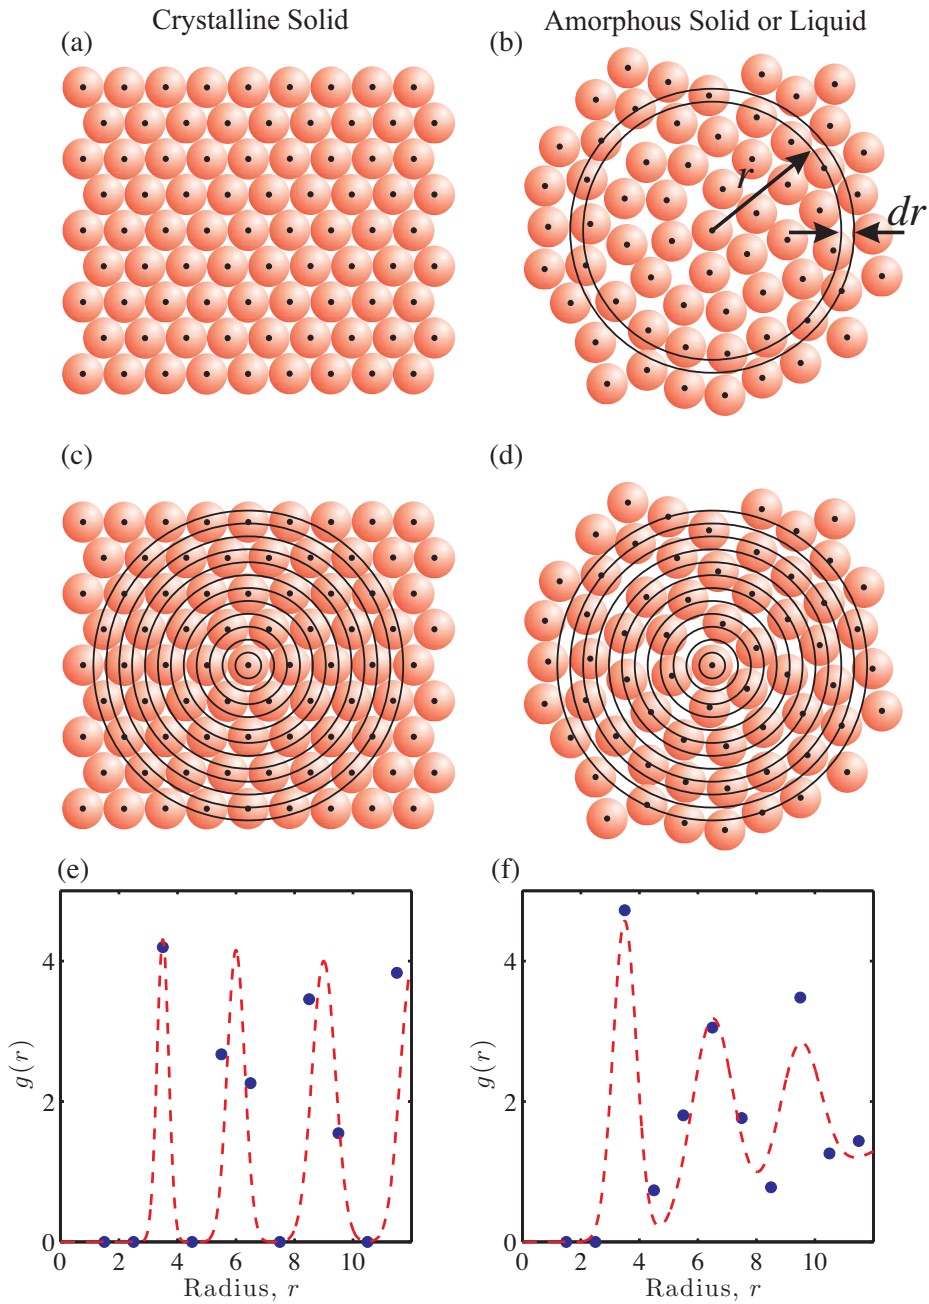 Crystalline Solid
Amorphous Solid or Liquid
(a)
(b)
r
dr
(c)
(d)
(e)
(f)
4
2
0
g(r)
0 2 4 6 8 10
Radius, r
4
2
0
g(r)
0 2 4 6 8 10
Radius, r